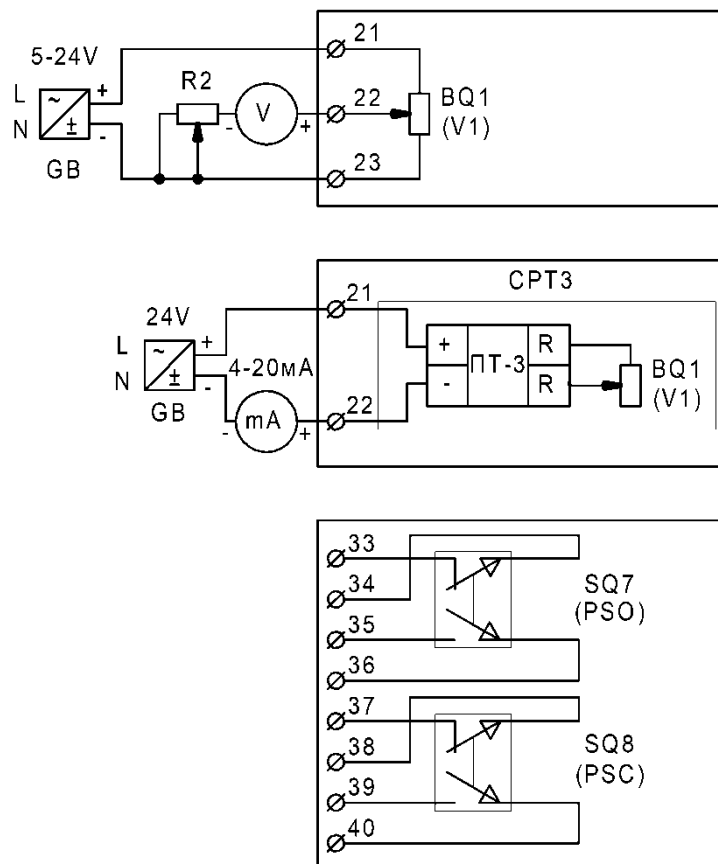 5-24V
L
N
+
~
±
-
GB
R2
-
V
+
21
22
23
BQ1
(V1)
24V
L
N
+
~
±
-
GB
4-20мА
-
mA
+
21
22
СРТ3
+
-
ПТ-3
R
R
BQ1
(V1)
33
34
35
36
SQ7
(PSO)
37
38
39
40
SQ8
(PSC)